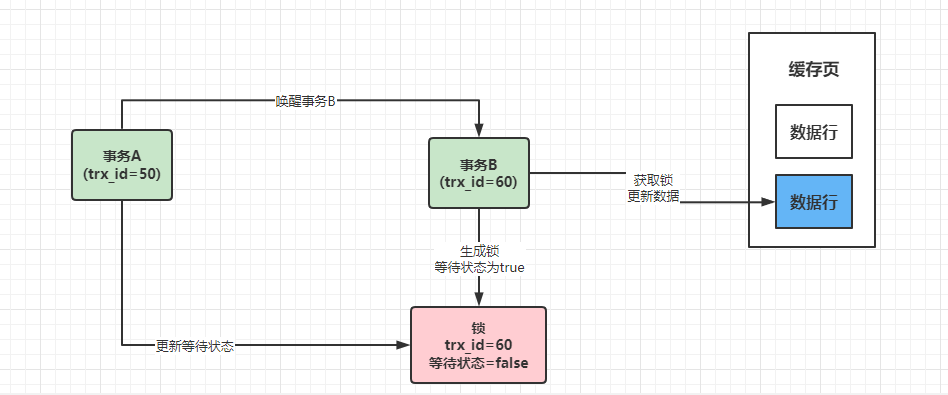 唤醒事务B
缓存页
数据行
事务A
(trx_id=50)
事务B
(trx_id=60)
获取锁
更新数据
数据行
生成锁
等待状态为true
更新等待状态
锁
trx_id=60
等待状态=false